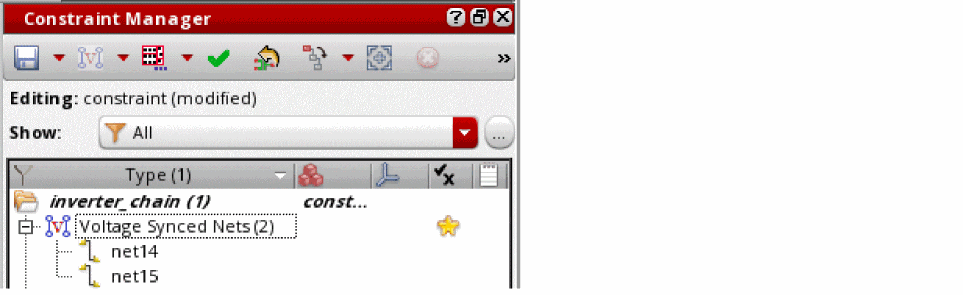 Constraint Manager
»
Editing: constraint (modified)
Show: All ...
Type (1)
inverter_chain (1) const...
Voltage Synced Nets (2)
net14
net15